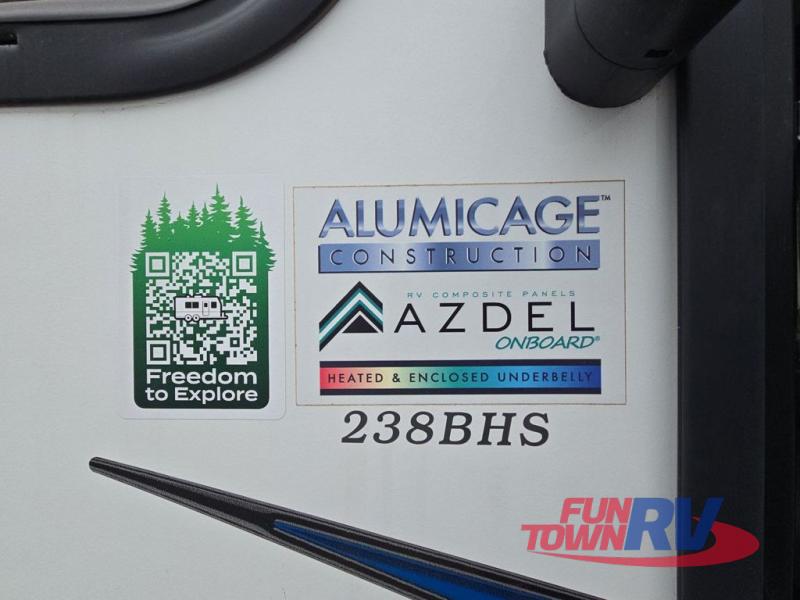 Freedom
to Explore
ALUMICAGE™
CONSTRUCTION
RV COMPOSITE PANELS
AZDEL
ONBOARD®
HEATED & ENCLOSED UNDERBELLY
238BHS
FUN
TOWN RV